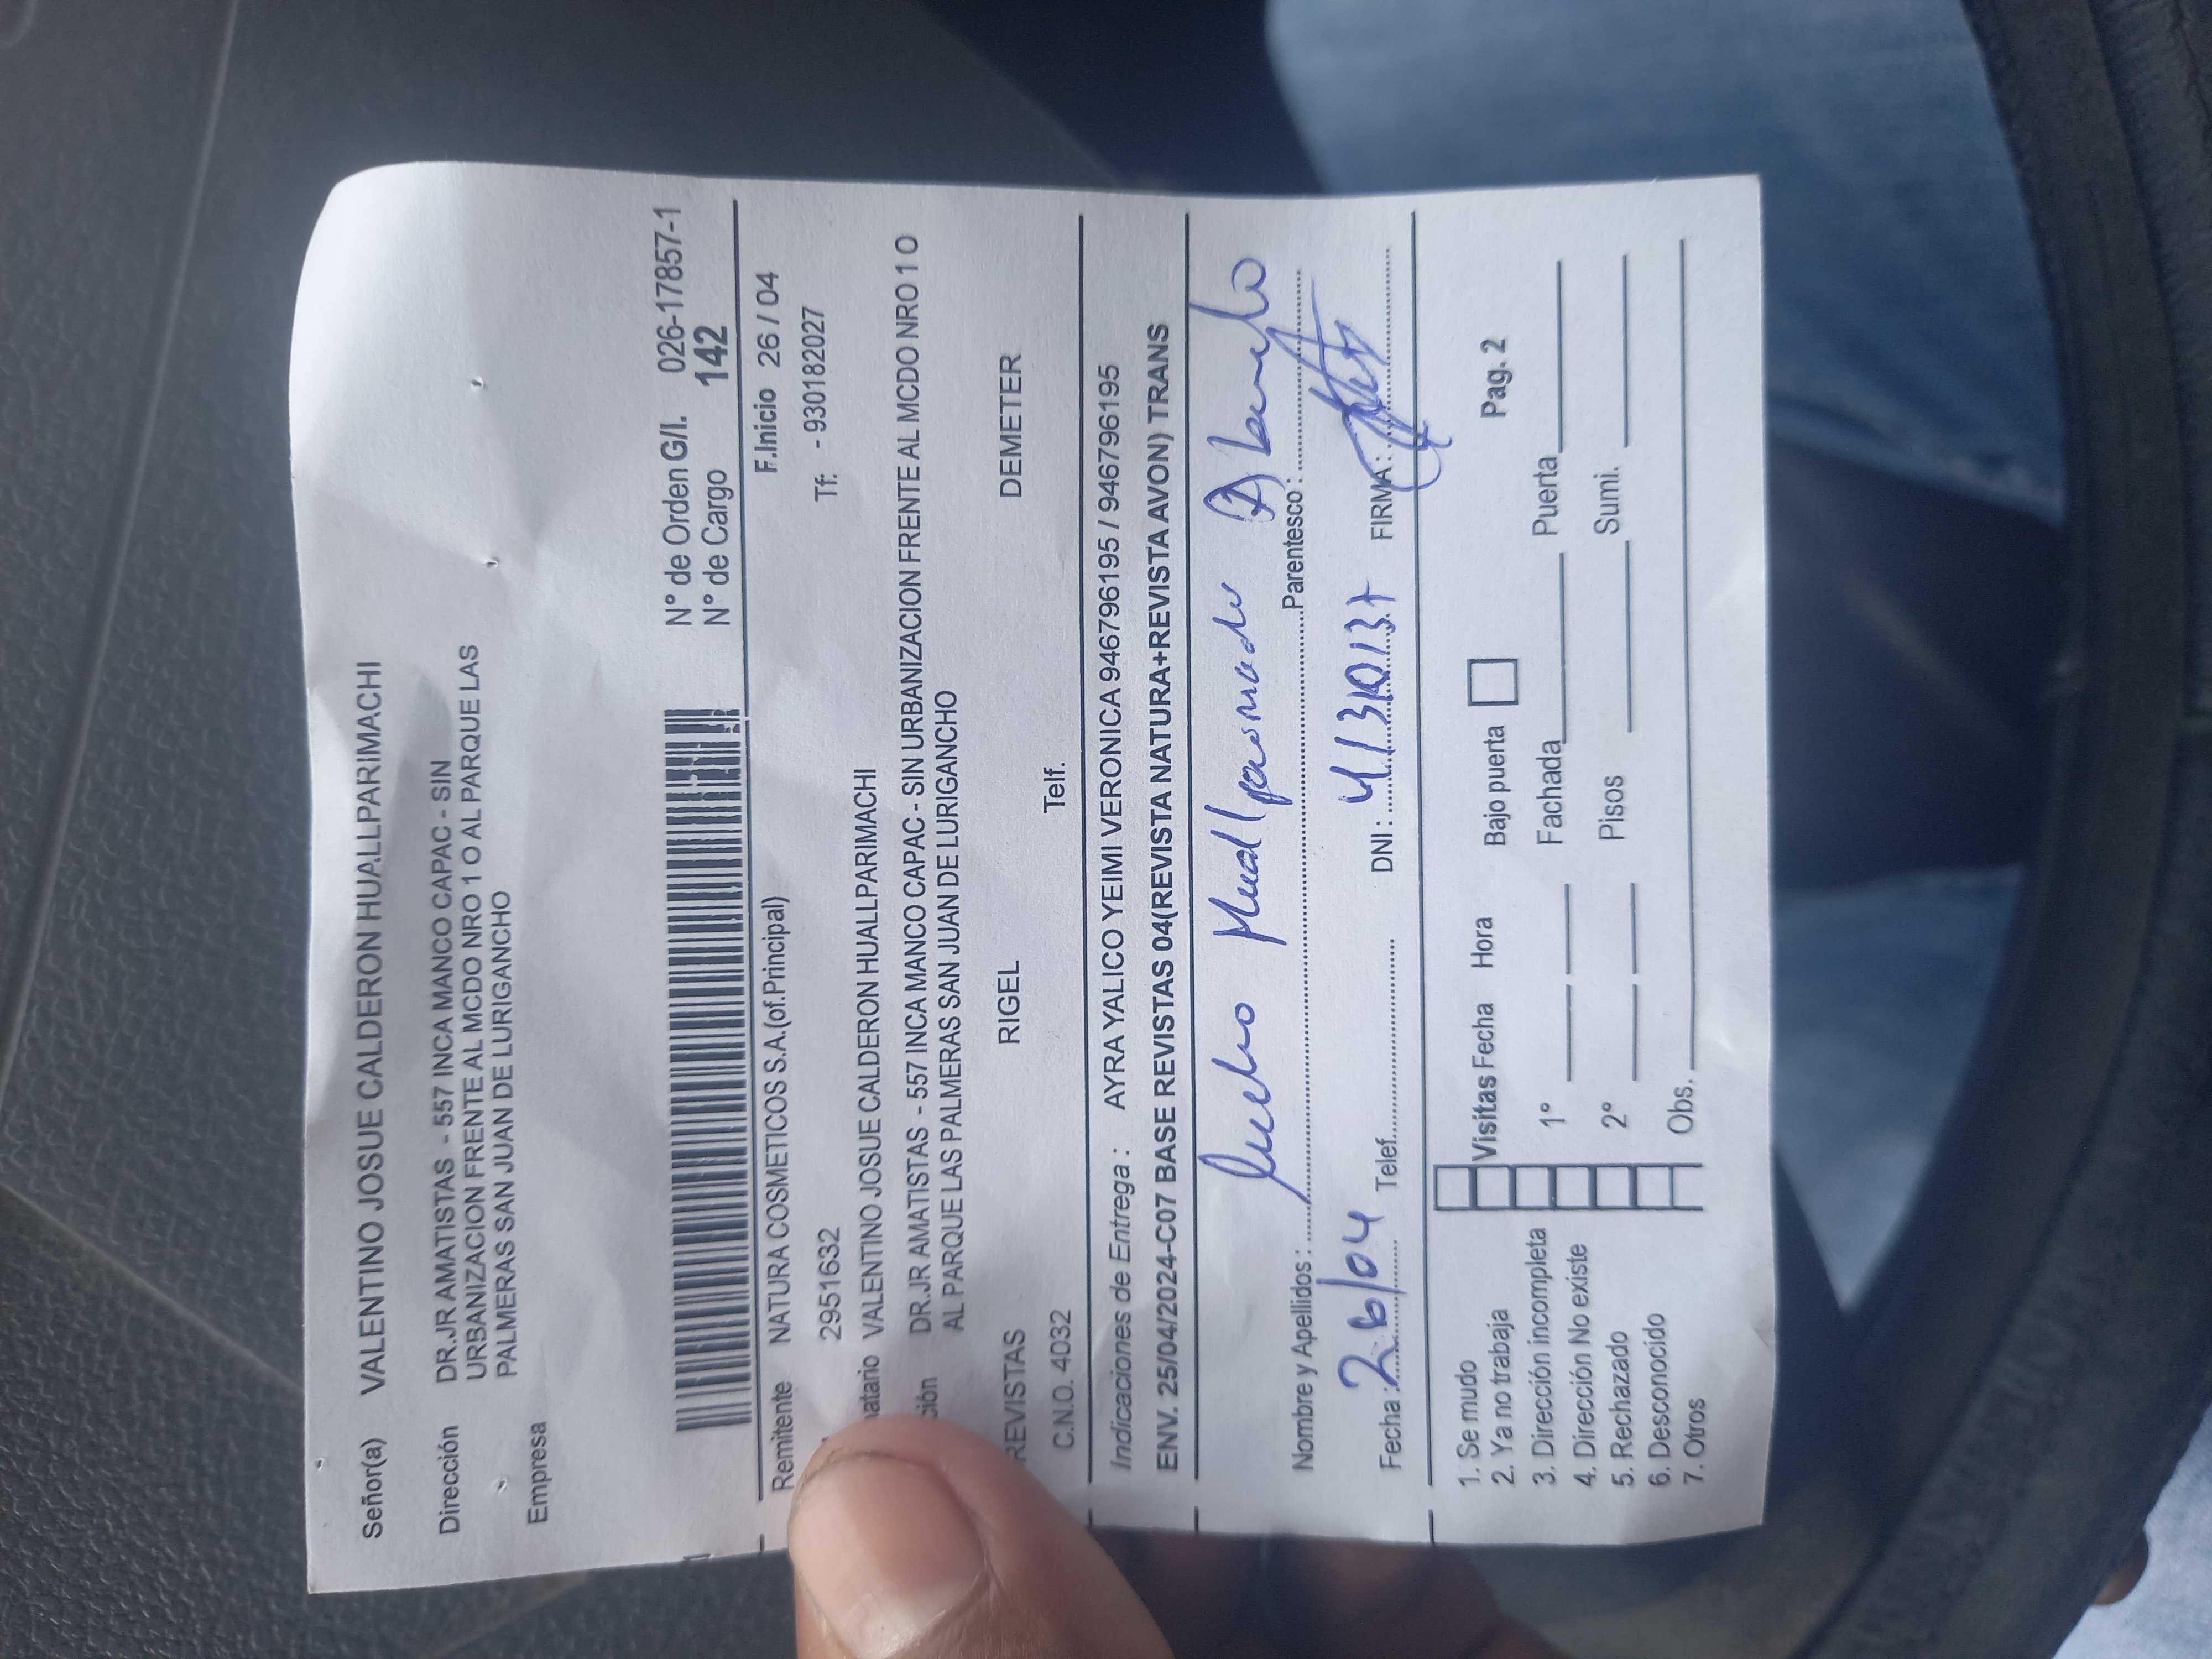 Señor(a) VALENTINO JOSUE CALDERON HUALLPARIMACHI
Dirección DR.JR AMATISTAS - 557 INCA MANCO CAPAC - SIN
URBANIZACION FRENTE AL MCDO NRO 1 O AL PARQUE LAS
PALMERAS SAN JUAN DE LURIGANCHO
Empresa
N° de Orden G/I. 026-17857-1
N° de Cargo 142
Remitente NATURA COSMETICOS S.A.(of.Principal) F.Inicio 26 / 04
2951632 Tf: - 930182027
atario VALENTINO JOSUE CALDERON HUALLPARIMACHI
ción DR.JR AMATISTAS - 557 INCA MANCO CAPAC - SIN URBANIZACION FRENTE AL MCDO NRO 1 O
AL PARQUE LAS PALMERAS SAN JUAN DE LURIGANCHO
REVISTAS RIGEL DEMETER
C.N.O. 4032 Telf.
Indicaciones de Entrega : AYRA YALICO YEIMI VERONICA 946796195 / 946796195
ENV. 25/04/2024-C07 BASE REVISTAS 04(REVISTA NATURA+REVISTA AVON) TRANS
Nombre y Apellidos : Parentesco :
Fecha : 26/04 Telef. DNI : FIRMA :
1. Se mudo
2. Ya no trabaja
3. Dirección incompleta
4. Dirección No existe
5. Rechazado
6. Desconocido
7. Otros
Visitas Fecha Hora Bajo puerta Pag. 2
1° Fachada Puerta
2° Pisos Sumi.
Obs.